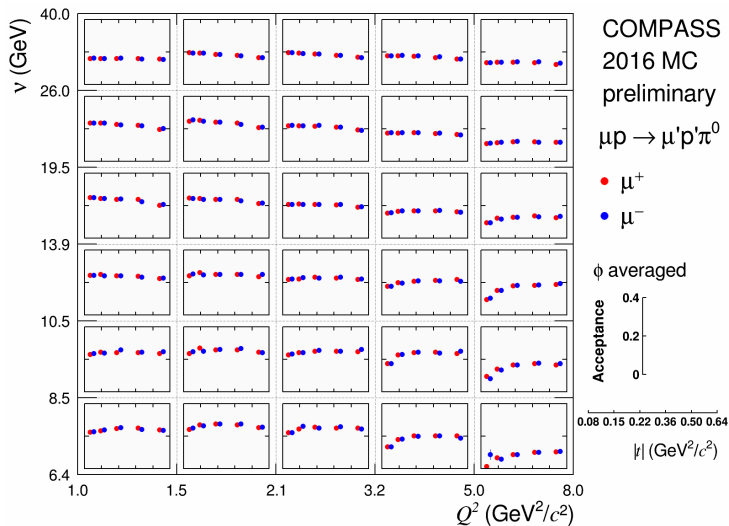 40.0
26.0
19.5
13.9
10.5
8.5
6.4
ν (GeV)
1.0 1.5 2.1 3.2 5.0 8.0
Q² (GeV²/c²)
COMPASS
2016 MC
preliminary
μp → μ'p'π⁰
μ⁺
μ⁻
ϕ averaged
Acceptance
0.4
0.2
0
0.08 0.15 0.22 0.36 0.50 0.64
|t| (GeV²/c²)